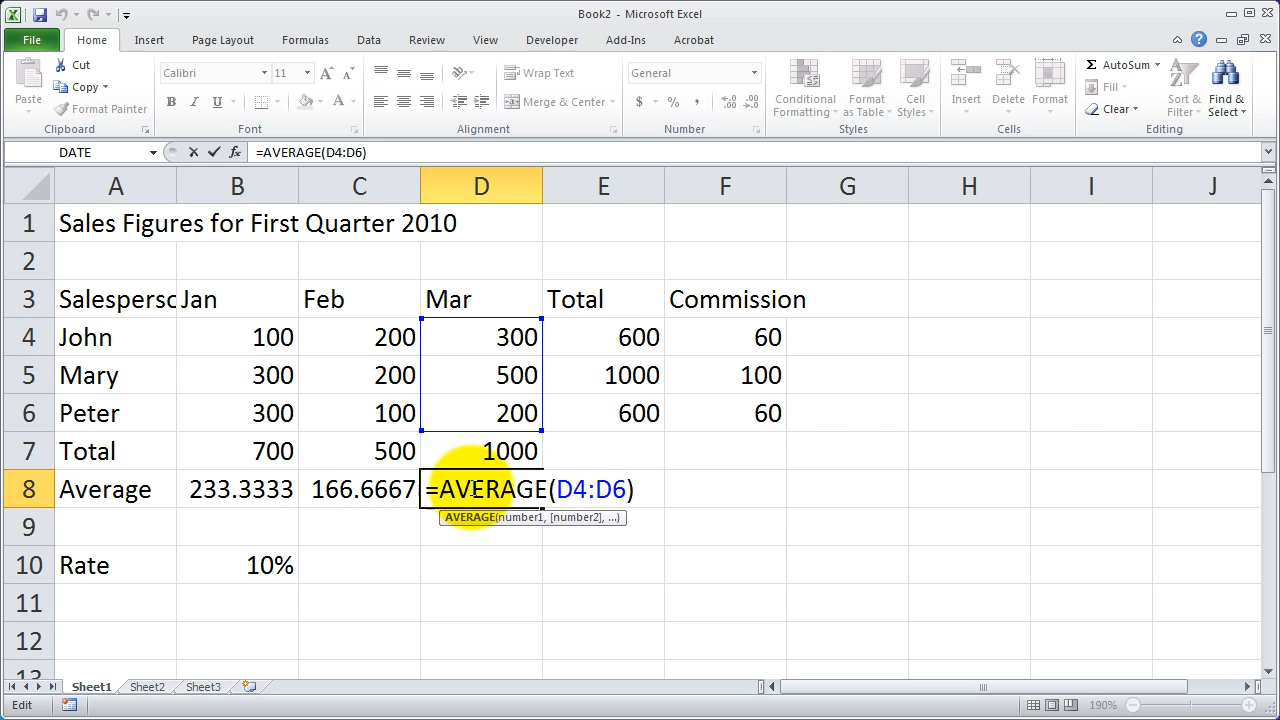 Book2 - Microsoft Excel
File Home Insert Page Layout Formulas Data Review View Developer Add-Ins Acrobat
Paste Cut Copy Format Painter
Calibri 11 A A B I U A
Wrap Text Merge & Center
General $ % , .0 .00 .00 .0
Conditional Formatting Format as Table Cell Styles
Insert Delete Format
Σ AutoSum Fill Clear Sort & Filter Find & Select
Clipboard Font Alignment Number Styles Cells Editing
DATE fx =AVERAGE(D4:D6)
A B C D E F G H I J
1 Sales Figures for First Quarter 2010
2
3 Salesperso Jan Feb Mar Total Commission
4 John 100 200 300 600 60
5 Mary 300 200 500 1000 100
6 Peter 300 100 200 600 60
7 Total 700 500 1000
8 Average 233.3333 166.6667 =AVERAGE(D4:D6)
AVERAGE(number1, [number2], ...)
9
10 Rate 10%
11
12
13
Sheet1 Sheet2 Sheet3
Edit 190%